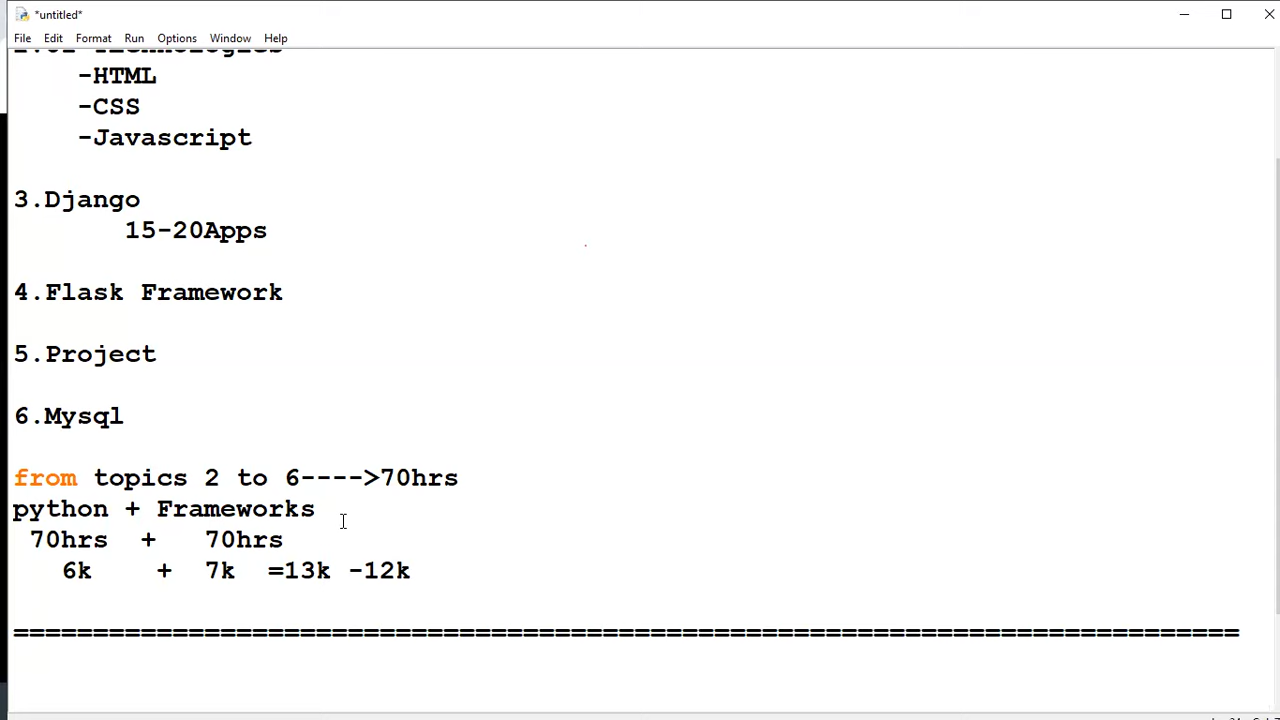 *untitled*
File Edit Format Run Options Window Help
-HTML
-CSS
-Javascript
3.Django
15-20Apps
4.Flask Framework
5.Project
6.Mysql
from topics 2 to 6---->70hrs
python + Frameworks
70hrs + 70hrs
6k + 7k =13k -12k
==============================================================================